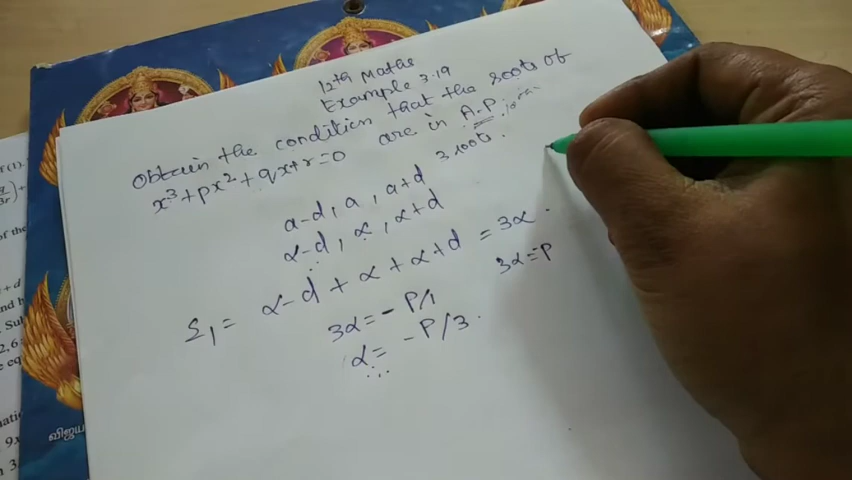 12th Maths
Example 3.19
Obtain the condition that the roots of
x³+px²+qx+r=0 are in A.P.
3 roots.
a-d, a, a+d
α-d, α, α+d
Σ₁ = α-d + α + α+d = 3α.
3α = -P/1
3α = P
α = -P/3.
விஜய